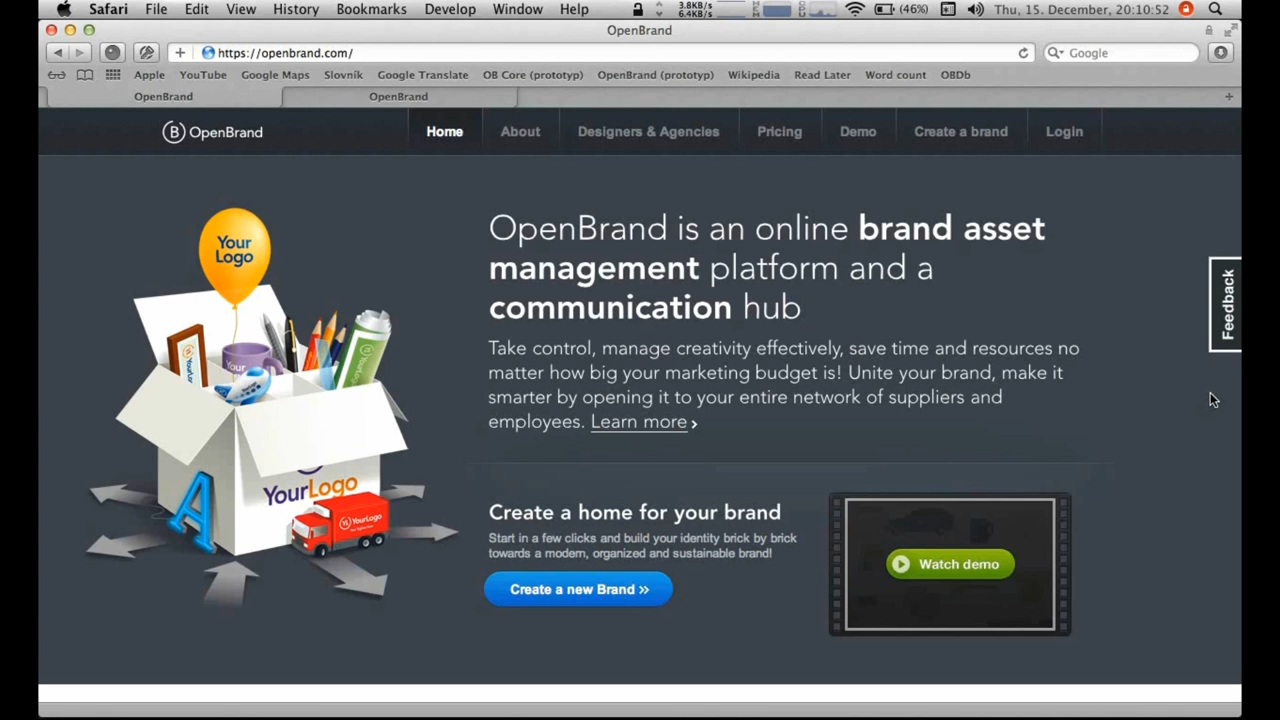 Safari File Edit View History Bookmarks Develop Window Help 3.8KB/s 6.4KB/s (46%) Thu, 15. December, 20:10:52
OpenBrand
https://openbrand.com/ Google
Apple YouTube Google Maps Slovník Google Translate OB Core (prototyp) OpenBrand (prototyp) Wikipedia Read Later Word count OBDb
OpenBrand OpenBrand
B OpenBrand Home About Designers & Agencies Pricing Demo Create a brand Login
Your
Logo
OpenBrand is an online brand asset
management platform and a
communication hub
Feedback
Take control, manage creativity effectively, save time and resources no
matter how big your marketing budget is! Unite your brand, make it
smarter by opening it to your entire network of suppliers and
employees. Learn more ›
A
YourLogo
YourLogo
Create a home for your brand
Start in a few clicks and build your identity brick by brick
towards a modern, organized and sustainable brand!
Create a new Brand »
Watch demo